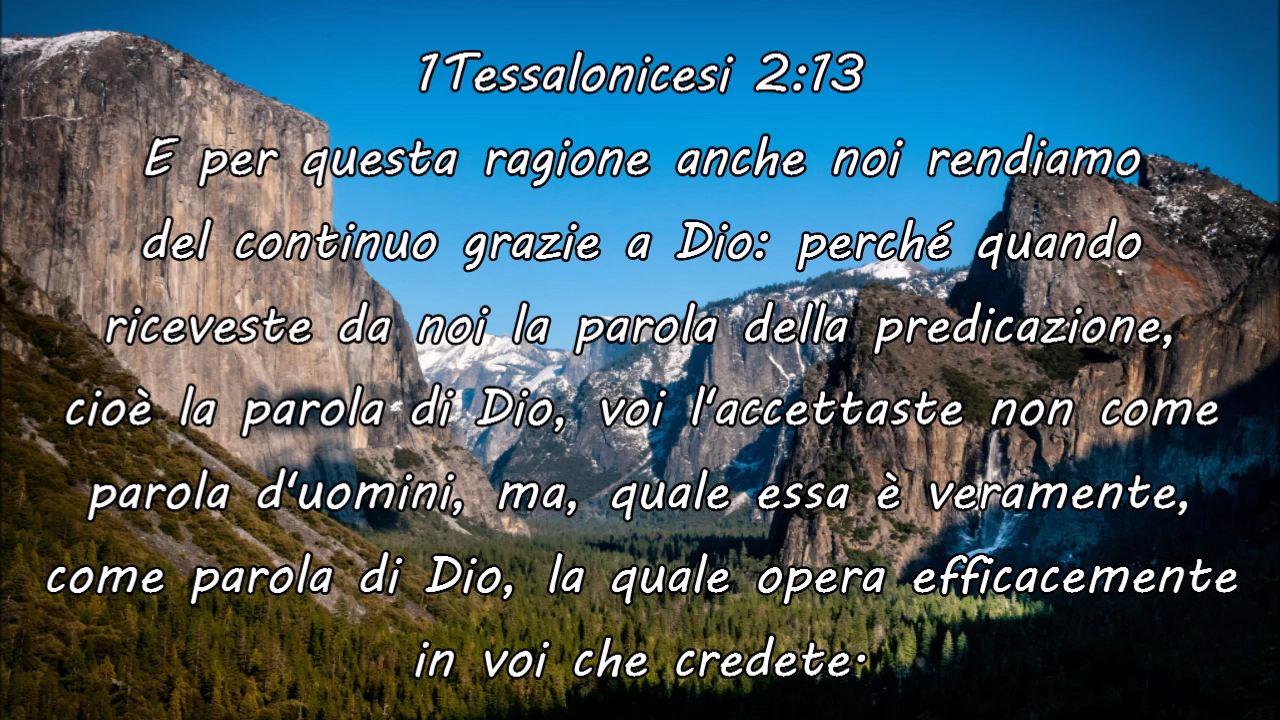 1Tessalonicesi 2:13
E per questa ragione anche noi rendiamo
del continuo grazie a Dio: perché quando
riceveste da noi la parola della predicazione,
cioè la parola di Dio, voi l'accettaste non come
parola d'uomini, ma, quale essa è veramente,
come parola di Dio, la quale opera efficacemente
in voi che credete.